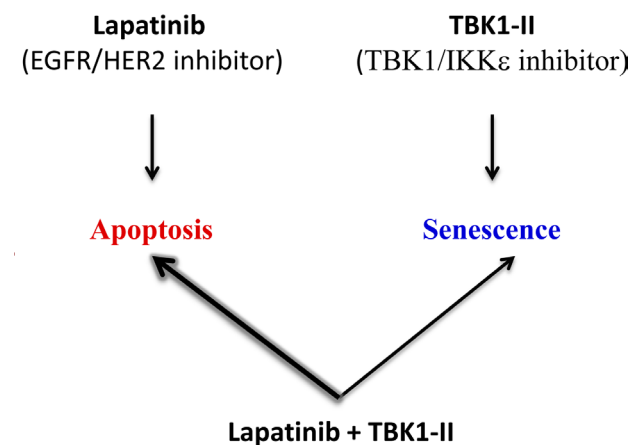 Lapatinib
(EGFR/HER2 inhibitor)
TBK1-II
(TBK1/IKKε inhibitor)
Apoptosis
Senescence
Lapatinib + TBK1-II